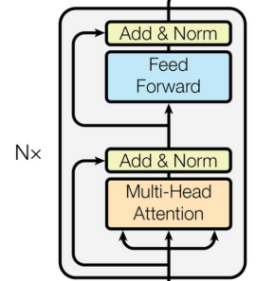 Add & Norm
Feed
Forward
N×
Add & Norm
Multi-Head
Attention